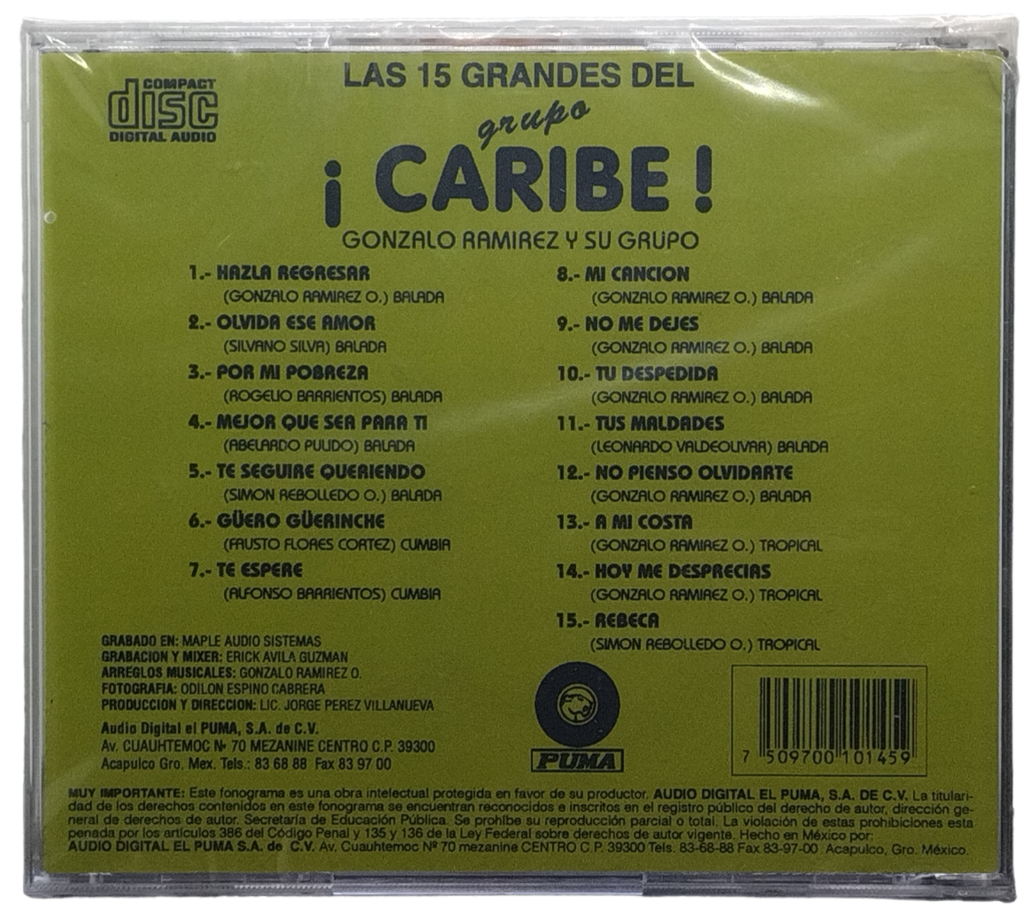 COMPACT
disc
DIGITAL AUDIO
LAS 15 GRANDES DEL
grupo
¡ CARIBE !
GONZALO RAMIREZ Y SU GRUPO
1.- HAZLA REGRESAR
(GONZALO RAMIREZ O.) BALADA
2.- OLVIDA ESE AMOR
(SILVANO SILVA) BALADA
3.- POR MI POBREZA
(ROGELIO BARRIENTOS) BALADA
4.- MEJOR QUE SEA PARA TI
(ABELARDO PULIDO) BALADA
5.- TE SEGUIRE QUERIENDO
(SIMON REBOLLEDO O.) BALADA
6.- GÜERO GÜERINCHE
(FAUSTO FLORES CORTEZ) CUMBIA
7.- TE ESPERE
(ALFONSO BARRIENTOS) CUMBIA
8.- MI CANCION
(GONZALO RAMIREZ O.) BALADA
9.- NO ME DEJES
(GONZALO RAMIREZ O.) BALADA
10.- TU DESPEDIDA
(GONZALO RAMIREZ O.) BALADA
11.- TUS MALDADES
(LEONARDO VALDEOLIVAR) BALADA
12.- NO PIENSO OLVIDARTE
(GONZALO RAMIREZ O.) BALADA
13.- A MI COSTA
(GONZALO RAMIREZ O.) TROPICAL
14.- HOY ME DESPRECIAS
(GONZALO RAMIREZ O.) TROPICAL
15.- REBECA
(SIMON REBOLLEDO O.) TROPICAL
GRABADO EN: MAPLE AUDIO SISTEMAS
GRABACION Y MIXER: ERICK AVILA GUZMAN
ARREGLOS MUSICALES: GONZALO RAMIREZ O.
FOTOGRAFIA: ODILON ESPINO CABRERA
PRODUCCION Y DIRECCION: LIC. JORGE PEREZ VILLANUEVA
Audio Digital el PUMA, S.A. de C.V.
Av. CUAUHTEMOC Nº 70 MEZANINE CENTRO C.P. 39300
Acapulco Gro. Mex. Tels.: 83 68 88 Fax 83 97 00
PUMA
7 509700 101459
MUY IMPORTANTE: Este fonograma es una obra intelectual protegida en favor de su productor. AUDIO DIGITAL EL PUMA, S.A. DE C.V. La titulari-
dad de los derechos contenidos en este fonograma se encuentran reconocidos e inscritos en el registro público del derecho de autor, dirección ge-
neral de derechos de autor. Secretaría de Educación Pública. Se prohíbe su reproducción parcial o total. La violación de estas prohibiciones esta
penada por los artículos 386 del Código Penal y 135 y 136 de la Ley Federal sobre derechos de autor vigente. Hecho en México por:
AUDIO DIGITAL EL PUMA S.A. de C.V. Av. Cuauhtemoc Nº 70 mezanine CENTRO C.P. 39300 Tels. 83-68-88 Fax 83-97-00. Acapulco, Gro. México.